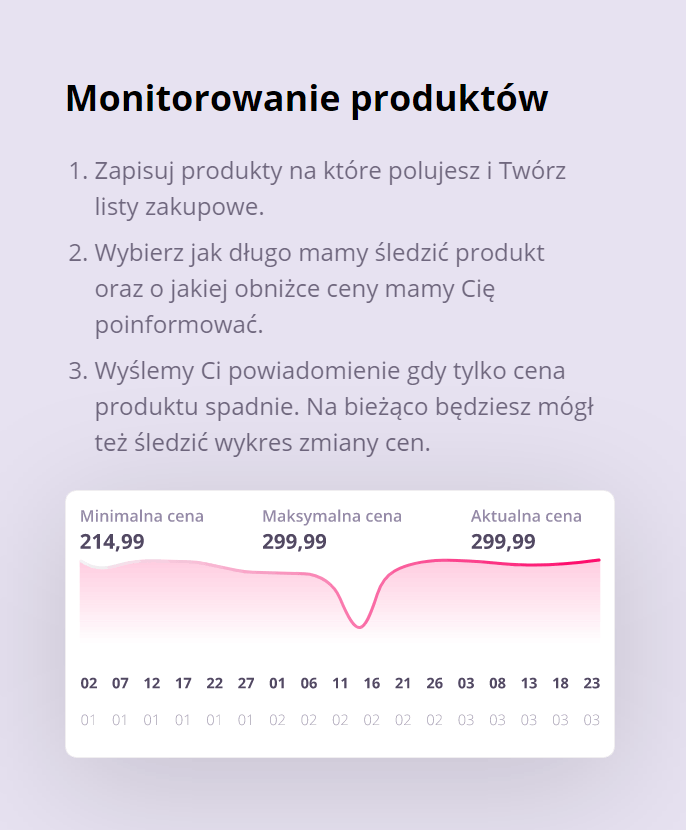 Monitorowanie produktów
1. Zapisuj produkty na które polujesz i Twórz
listy zakupowe.
2. Wybierz jak długo mamy śledzić produkt
oraz o jakiej obniżce ceny mamy Cię
poinformować.
3. Wyślemy Ci powiadomienie gdy tylko cena
produktu spadnie. Na bieżąco będziesz mógł
też śledzić wykres zmiany cen.
Minimalna cena Maksymalna cena Aktualna cena
214,99 299,99 299,99
02 07 12 17 22 27 01 06 11 16 21 26 03 08 13 18 23
01 01 01 01 01 01 02 02 02 02 02 02 03 03 03 03 03